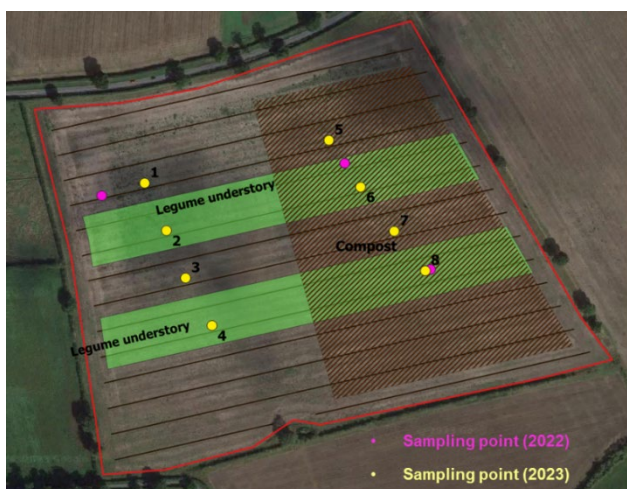 5
1
Legume understory
6
2
7
Compost
3
8
Legume understory
4
Sampling point (2022)
Sampling point (2023)